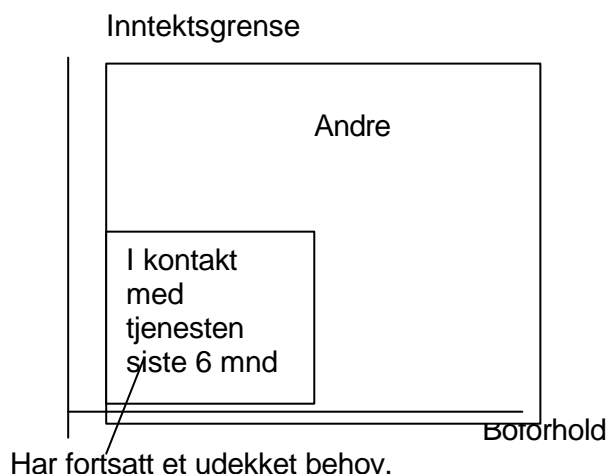 Inntektsgrense
Andre
I kontakt
med
tjenesten
siste 6 mnd
Boforhold
Har fortsatt et udekket behov.